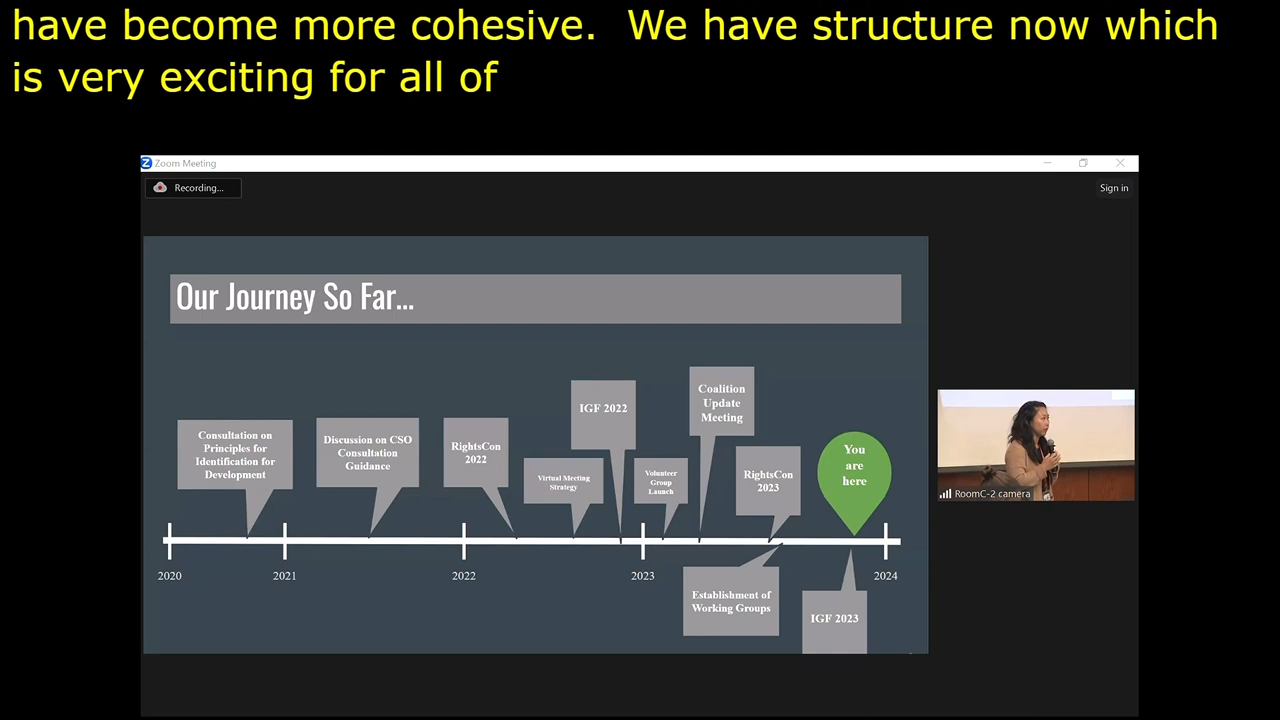 have become more cohesive.  We have structure now which
is very exciting for all of
Zoom Meeting
Recording...
Sign in
Our Journey So Far...
Consultation on
Principles for
Identification for
Development
Discussion on CSO
Consultation
Guidance
RightsCon
2022
Virtual Meeting
Strategy
IGF 2022
Volunteer
Group
Launch
Coalition
Update
Meeting
RightsCon
2023
You
are
here
2020
2021
2022
2023
2024
Establishment of
Working Groups
IGF 2023
RoomC-2 camera